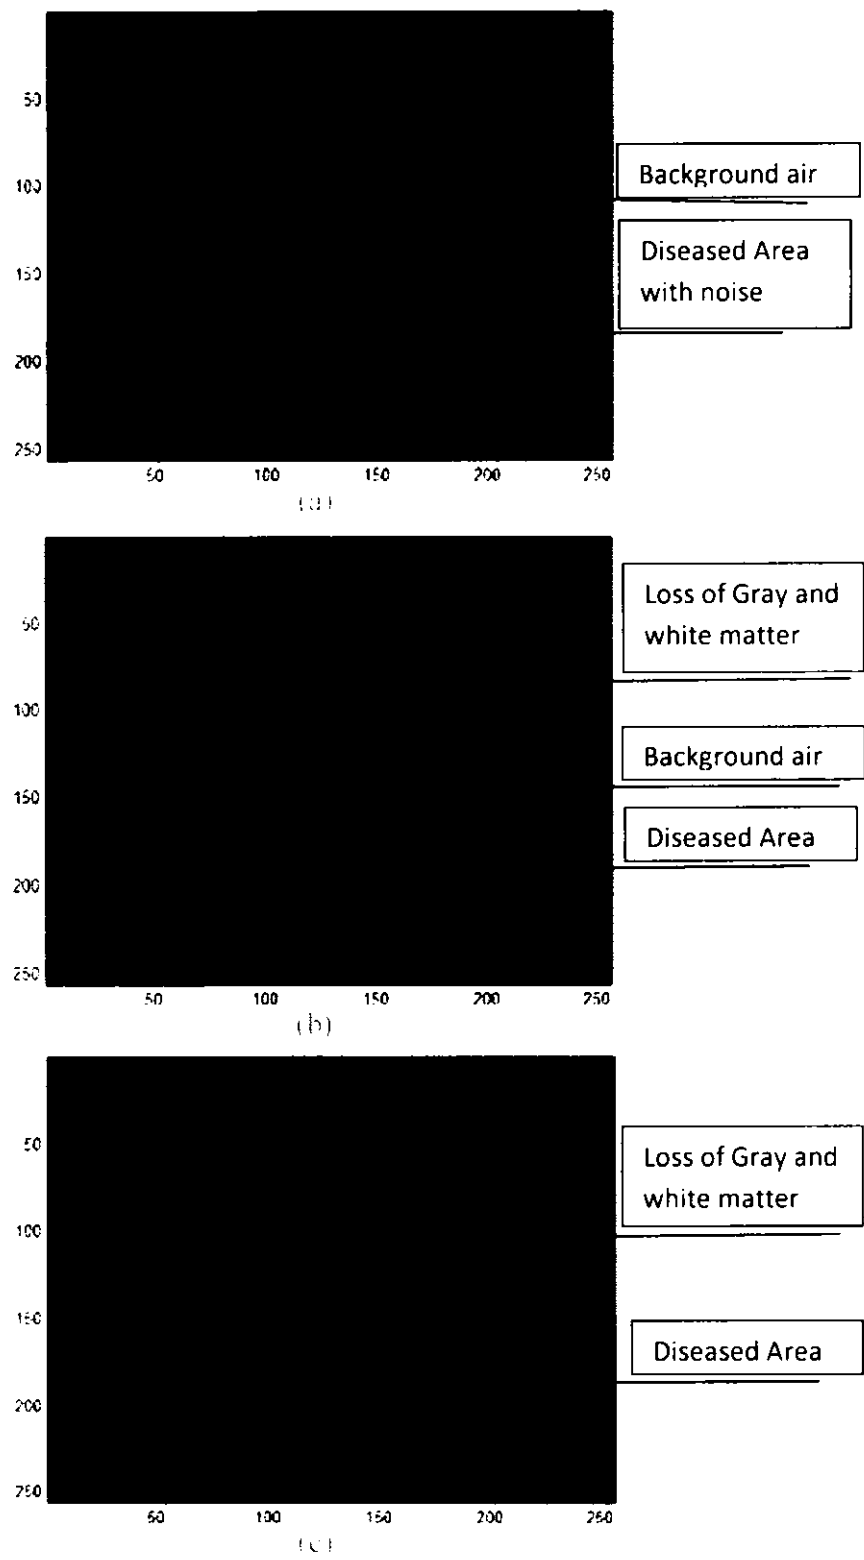 50
100
150
200
250
Background air
Diseased Area
with noise
50 100 150 200 250
(a)
50
100
150
200
250
Loss of Gray and
white matter
Background air
Diseased Area
50 100 150 200 250
(b)
50
100
150
200
250
Loss of Gray and
white matter
Diseased Area
50 100 150 200 250
(c)